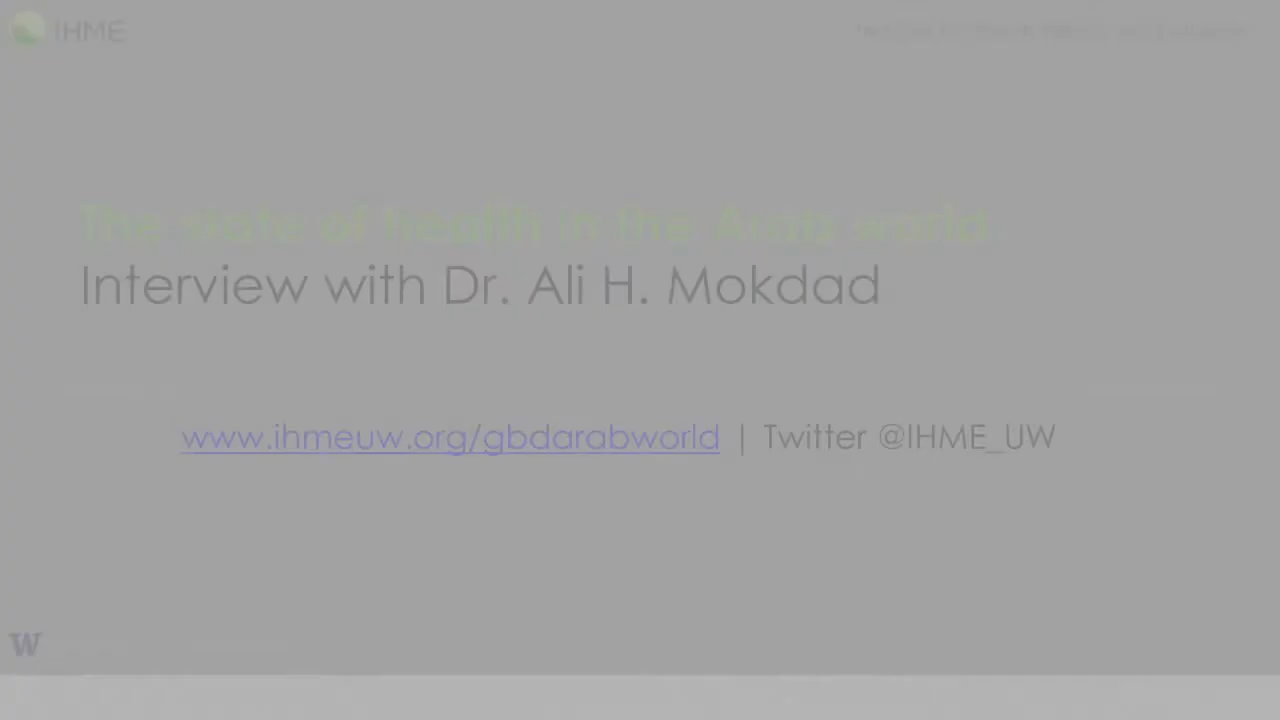 IHME
The state of health in the Arab world
Interview with Dr. Ali H. Mokdad
www.ihmeuw.org/gbdarabworld | Twitter @IHME_UW
W